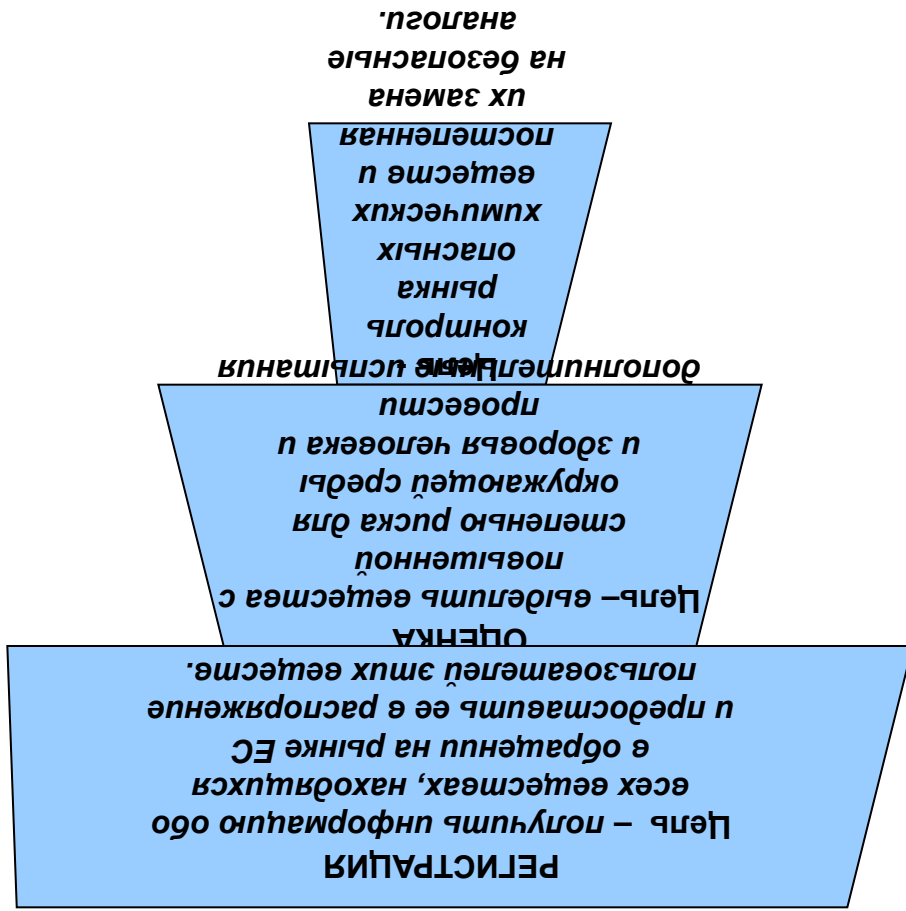 РЕГИСТРАЦИЯ
Цель – получить информацию обо
всех веществах, находящихся
в обращении на рынке ЕС
и предоставить ее в распоряжение
пользователей этих веществ.
ОЦЕНКА
Цель– выделить вещества с
повышенной
степенью риска для
окружающей среды
и здоровья человека и
провести
дополнительные испытания
Цель -
контроль
рынка
опасных
химических
веществ и
постепенная
их замена
на безопасные
аналоги.